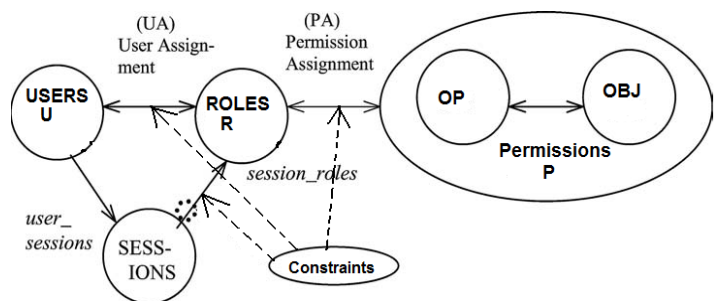 (UA)
User Assign-
ment
(PA)
Permission
Assignment
USERS
U
ROLES
R
OP
OBJ
Permissions
P
session_roles
user_
sessions
SESS-
IONS
Constraints